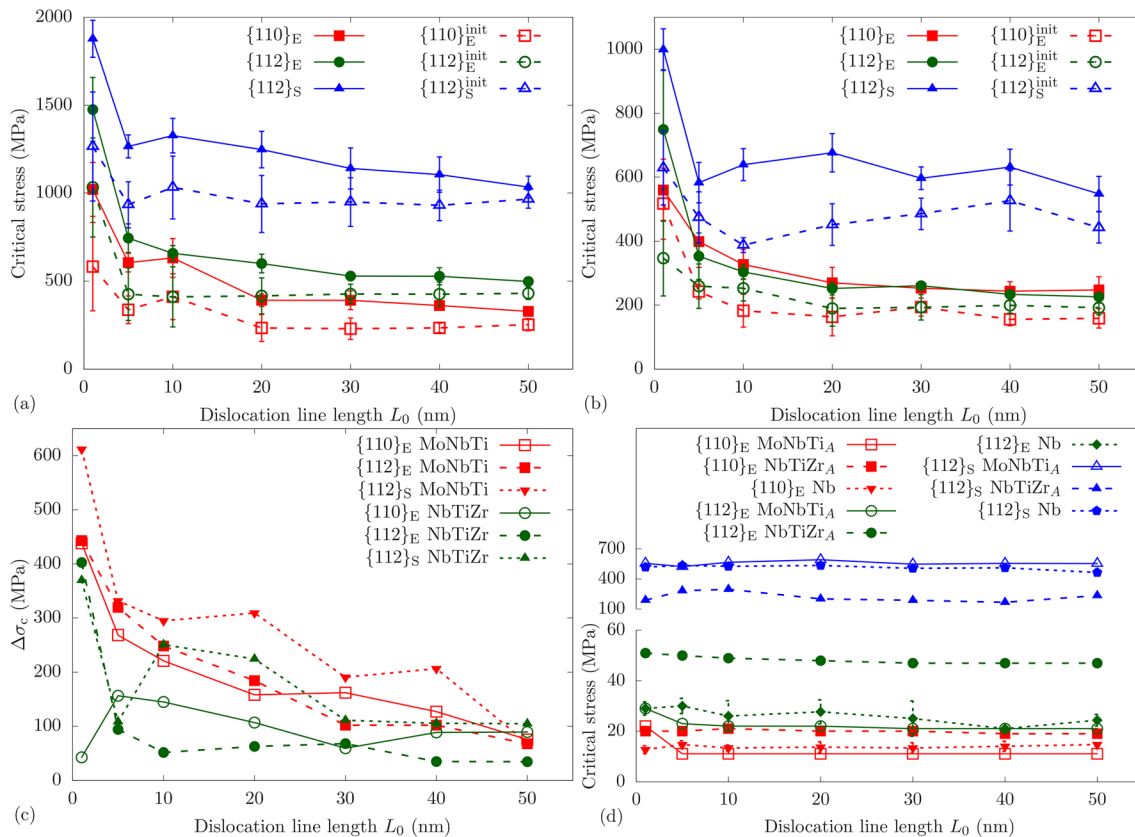 2000
1500
1000
500
0
Critical stress (MPa)
{110}E
{112}E
{112}S
{110}E^init
{112}E^init
{112}S^init
0 10 20 30 40 50
(a)
Dislocation line length L0 (nm)
1000
800
600
400
200
0
Critical stress (MPa)
{110}E
{112}E
{112}S
{110}E^init
{112}E^init
{112}S^init
0 10 20 30 40 50
(b)
Dislocation line length L0 (nm)
600
500
400
300
200
100
0
Δσc (MPa)
{110}E MoNbTi
{112}E MoNbTi
{112}S MoNbTi
{110}E NbTiZr
{112}E NbTiZr
{112}S NbTiZr
0 10 20 30 40 50
(c)
Dislocation line length L0 (nm)
{110}E MoNbTiA
{110}E NbTiZrA
{110}E Nb
{112}E MoNbTiA
{112}E NbTiZrA
{112}E Nb
{112}S MoNbTiA
{112}S NbTiZrA
{112}S Nb
700
400
100
60
40
20
0
Critical stress (MPa)
0 10 20 30 40 50
(d)
Dislocation line length L0 (nm)